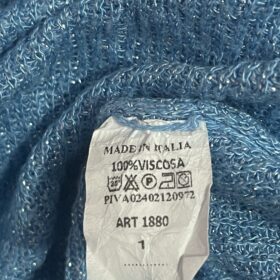 MADE IN ITALIA
100%VISCOSA
P
PIVA02402120972
ART 1880
1